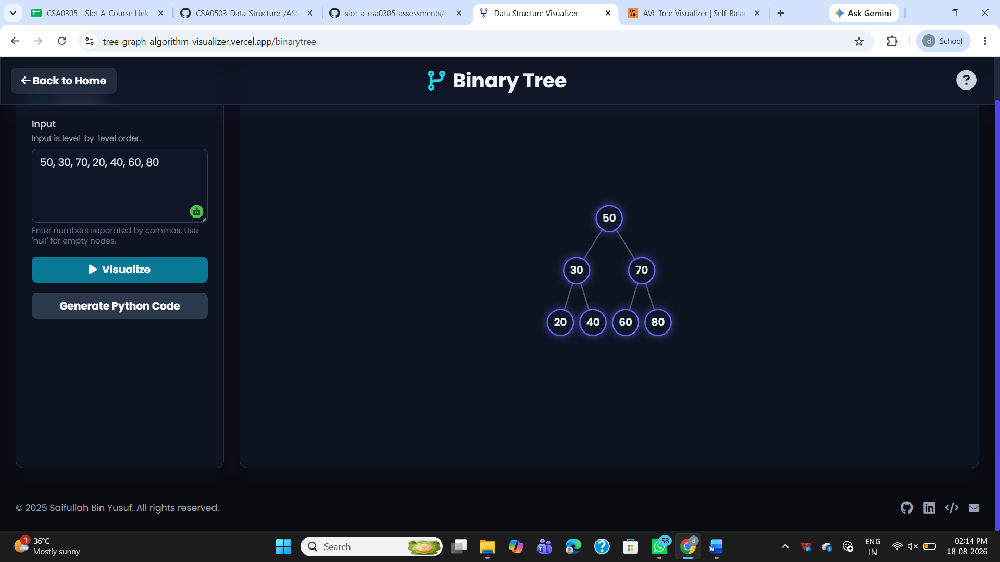 CSA0305 - Slot A-Course Link
CSA0503-Data-Structure-/ASS
slot-a-csa0305-assessments/c
Data Structure Visualizer
AVL Tree Visualizer | Self-Bala
Ask Gemini
tree-graph-algorithm-visualizer.vercel.app/binarytree
d School
Back to Home
Binary Tree
?
Input
Input is level-by-level order.
50, 30, 70, 20, 40, 60, 80
Enter numbers separated by commas. Use
'null' for empty nodes.
Visualize
Generate Python Code
50
30 70
20 40 60 80
© 2025 Saifullah Bin Yusuf. All rights reserved.
1
36°C
Mostly sunny
Search
58
d
ENG
IN
02:14 PM
18-08-2026